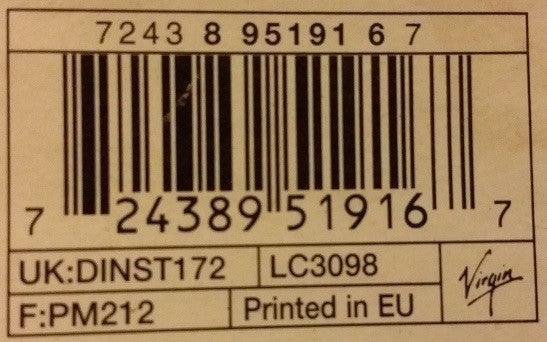 7243 8 95191 6 7
7 24389 51916 7
UK:DINST172 LC3098
F:PM212 Printed in EU
Virgin